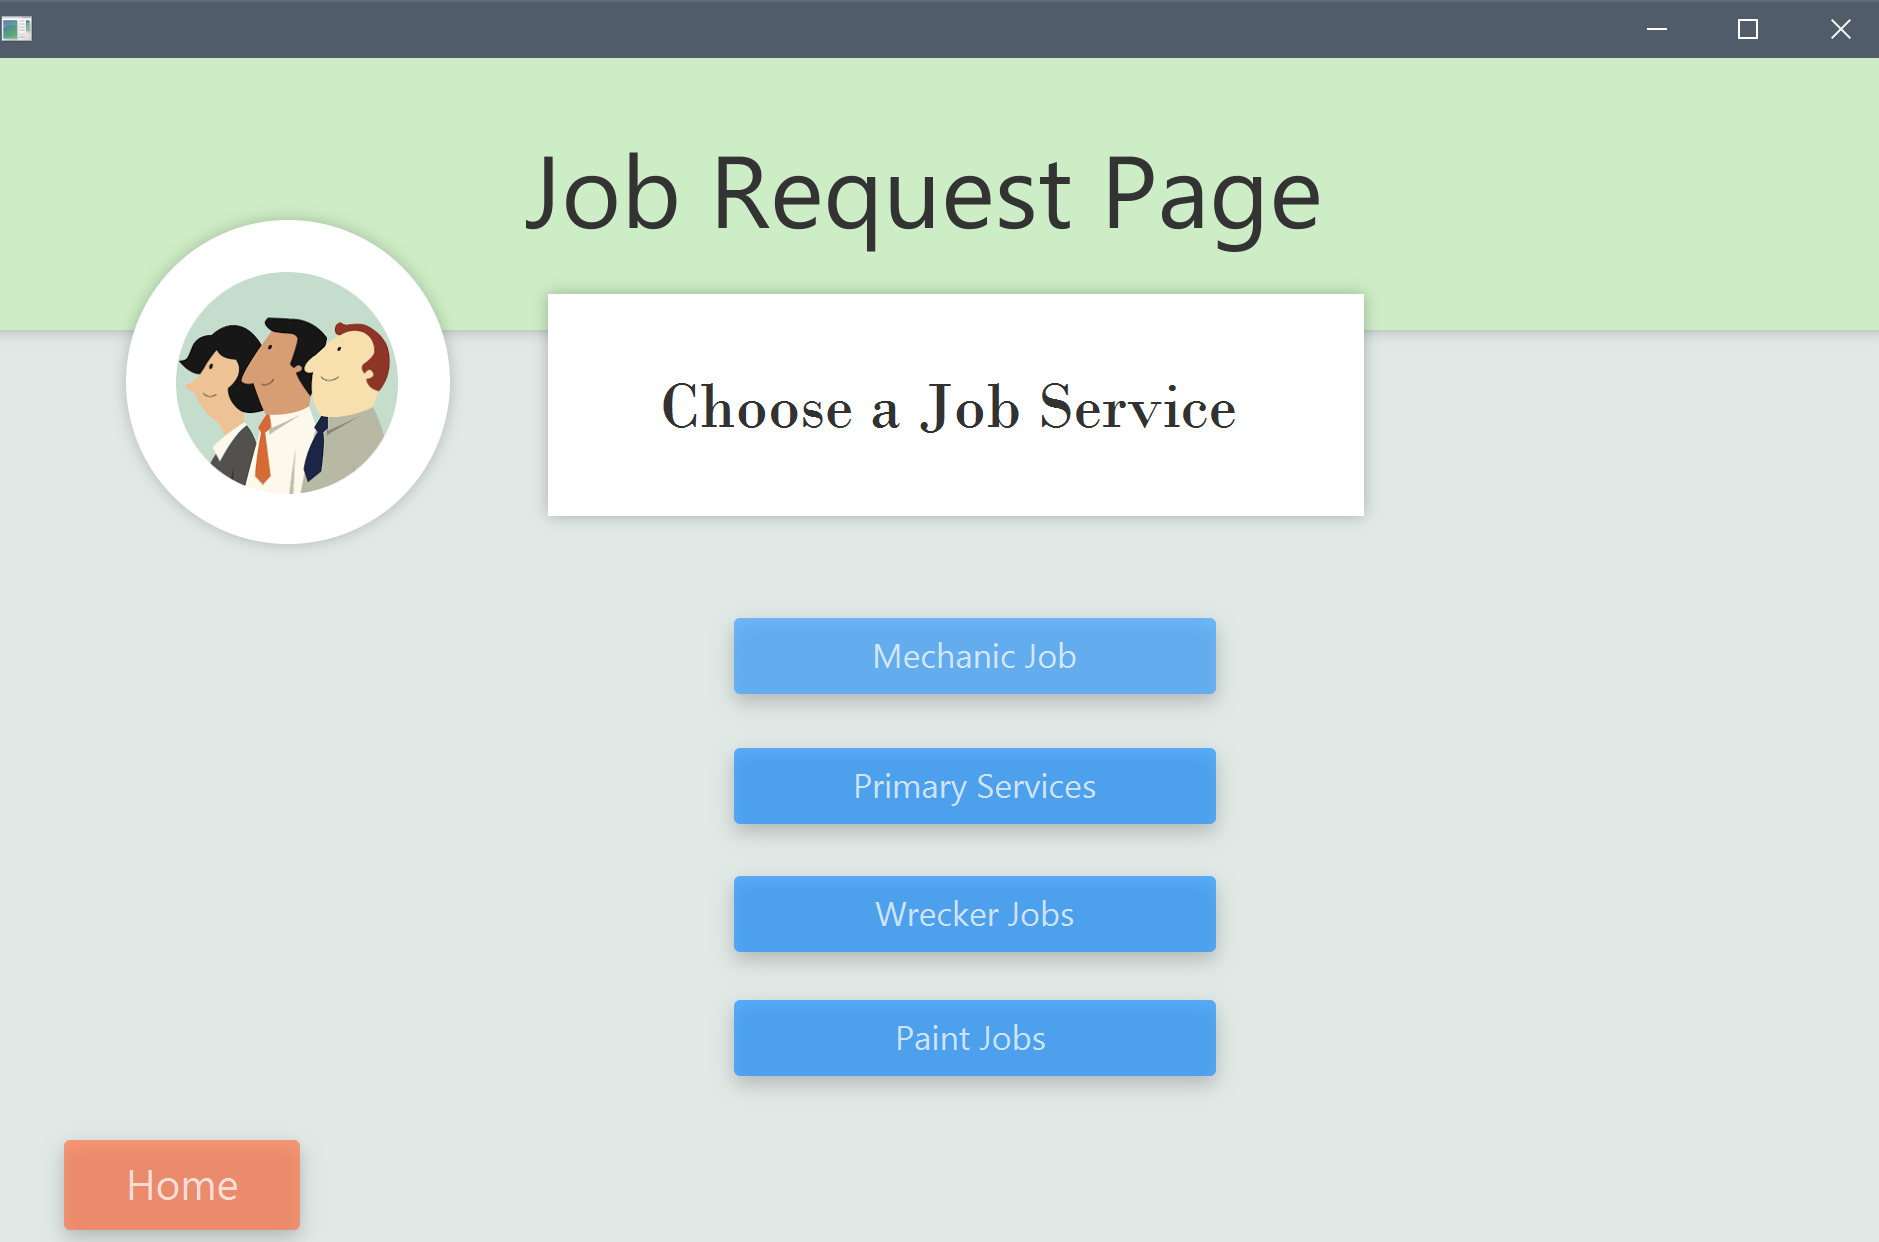 Job Request Page
Choose a Job Service
Mechanic Job
Primary Services
Wrecker Jobs
Paint Jobs
Home